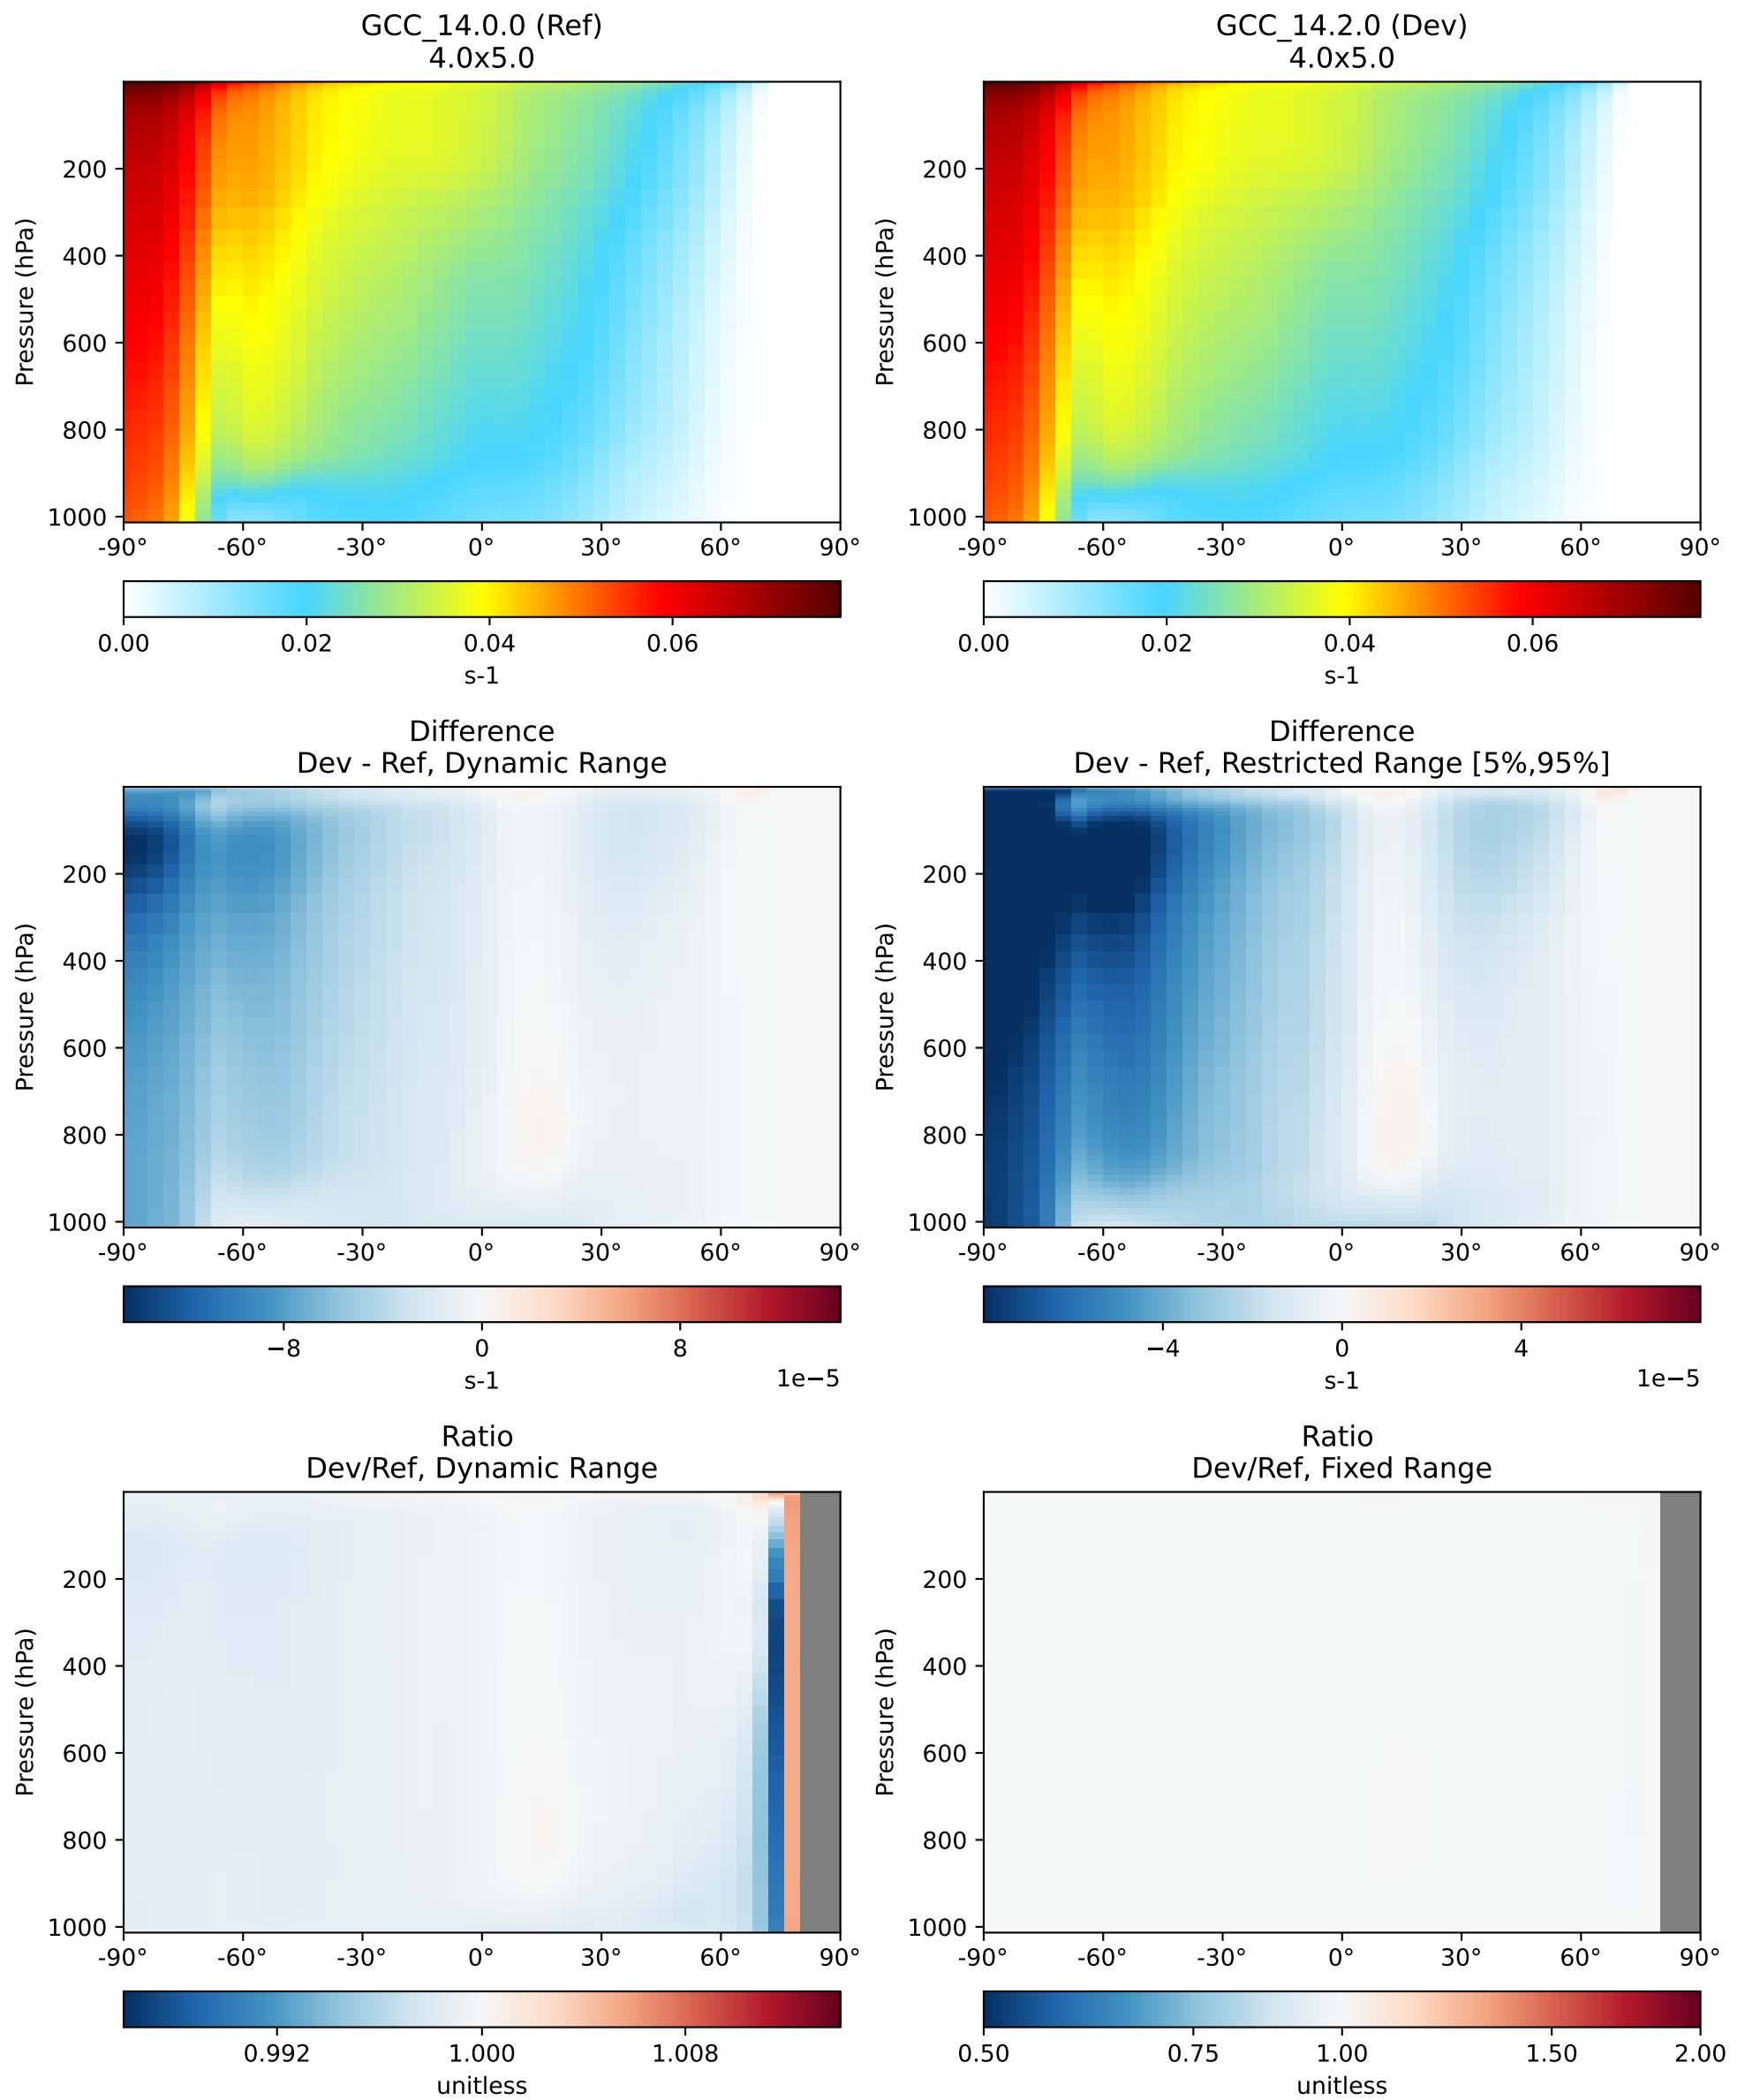 GCC_14.0.0 (Ref)
4.0x5.0
Pressure (hPa)
200
400
600
800
1000
-90° -60° -30° 0° 30° 60° 90°
0.00 0.02 0.04 0.06
s-1
GCC_14.2.0 (Dev)
4.0x5.0
Pressure (hPa)
200
400
600
800
1000
-90° -60° -30° 0° 30° 60° 90°
0.00 0.02 0.04 0.06
s-1
Difference
Dev - Ref, Dynamic Range
Pressure (hPa)
200
400
600
800
1000
-90° -60° -30° 0° 30° 60° 90°
−8 0 8
s-1 1e−5
Difference
Dev - Ref, Restricted Range [5%,95%]
Pressure (hPa)
200
400
600
800
1000
-90° -60° -30° 0° 30° 60° 90°
−4 0 4
s-1 1e−5
Ratio
Dev/Ref, Dynamic Range
Pressure (hPa)
200
400
600
800
1000
-90° -60° -30° 0° 30° 60° 90°
0.992 1.000 1.008
unitless
Ratio
Dev/Ref, Fixed Range
Pressure (hPa)
200
400
600
800
1000
-90° -60° -30° 0° 30° 60° 90°
0.50 0.75 1.00 1.50 2.00
unitless